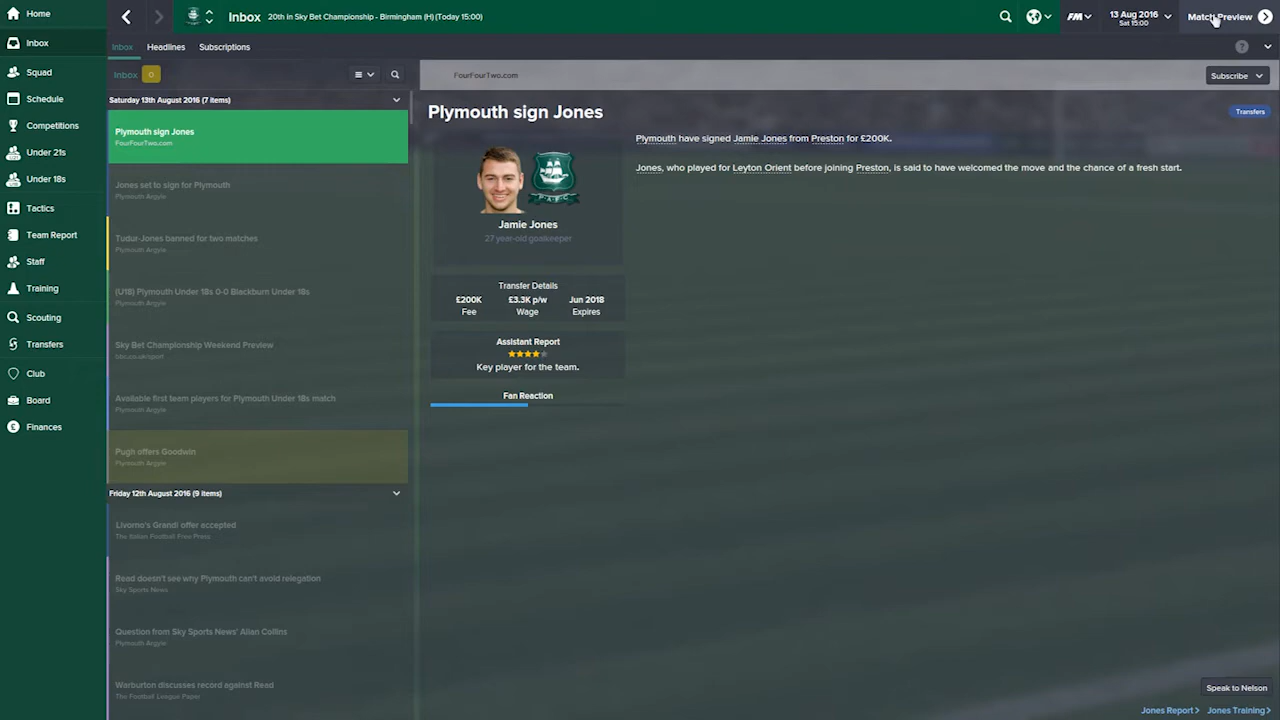 Home
Inbox
20th in Sky Bet Championship - Birmingham (H) (Today 15:00)
FM
13 Aug 2016
Sat 15:00
Match Preview
Inbox
Squad
Schedule
Competitions
Under 21s
Under 18s
Tactics
Team Report
Staff
Training
Scouting
Transfers
Club
Board
Finances
Inbox
Headlines
Subscriptions
Inbox
0
Saturday 13th August 2016 (7 items)
Plymouth sign Jones
FourFourTwo.com
Jones set to sign for Plymouth
Plymouth Argyle
Tudur-Jones banned for two matches
Plymouth Argyle
(U18) Plymouth Under 18s 0-0 Blackburn Under 18s
Plymouth Argyle
Sky Bet Championship Weekend Preview
bbc.co.uk/sport
Available first team players for Plymouth Under 18s match
Plymouth Argyle
Pugh offers Goodwin
Plymouth Argyle
Friday 12th August 2016 (9 items)
Livorno's Grandi offer accepted
The Italian Football Free Press
Read doesn't see why Plymouth can't avoid relegation
Sky Sports News
Question from Sky Sports News' Allan Collins
Plymouth Argyle
Warburton discusses record against Read
The Football League Paper
FourFourTwo.com
Subscribe
Plymouth sign Jones
Transfers
Plymouth have signed Jamie Jones from Preston for £200K.
Jones, who played for Leyton Orient before joining Preston, is said to have welcomed the move and the chance of a fresh start.
P.A.F.C
Jamie Jones
27 year-old goalkeeper
Transfer Details
£200K £3.3K p/w Jun 2018
Fee Wage Expires
Assistant Report
Key player for the team.
Fan Reaction
Speak to Nelson
Jones Report >
Jones Training >